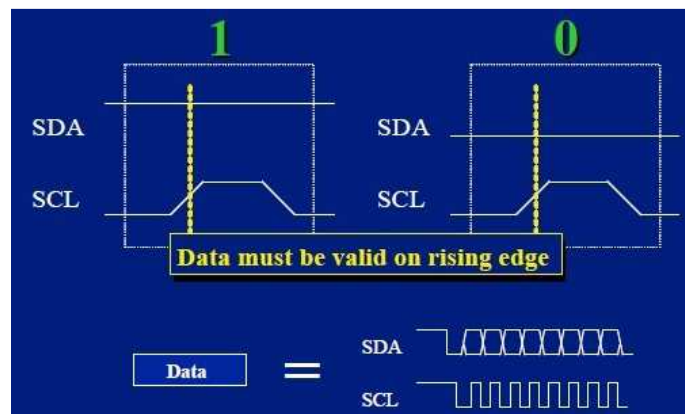 1 0
SDA SDA
SCL SCL
Data must be valid on rising edge
SDA
Data =
SCL